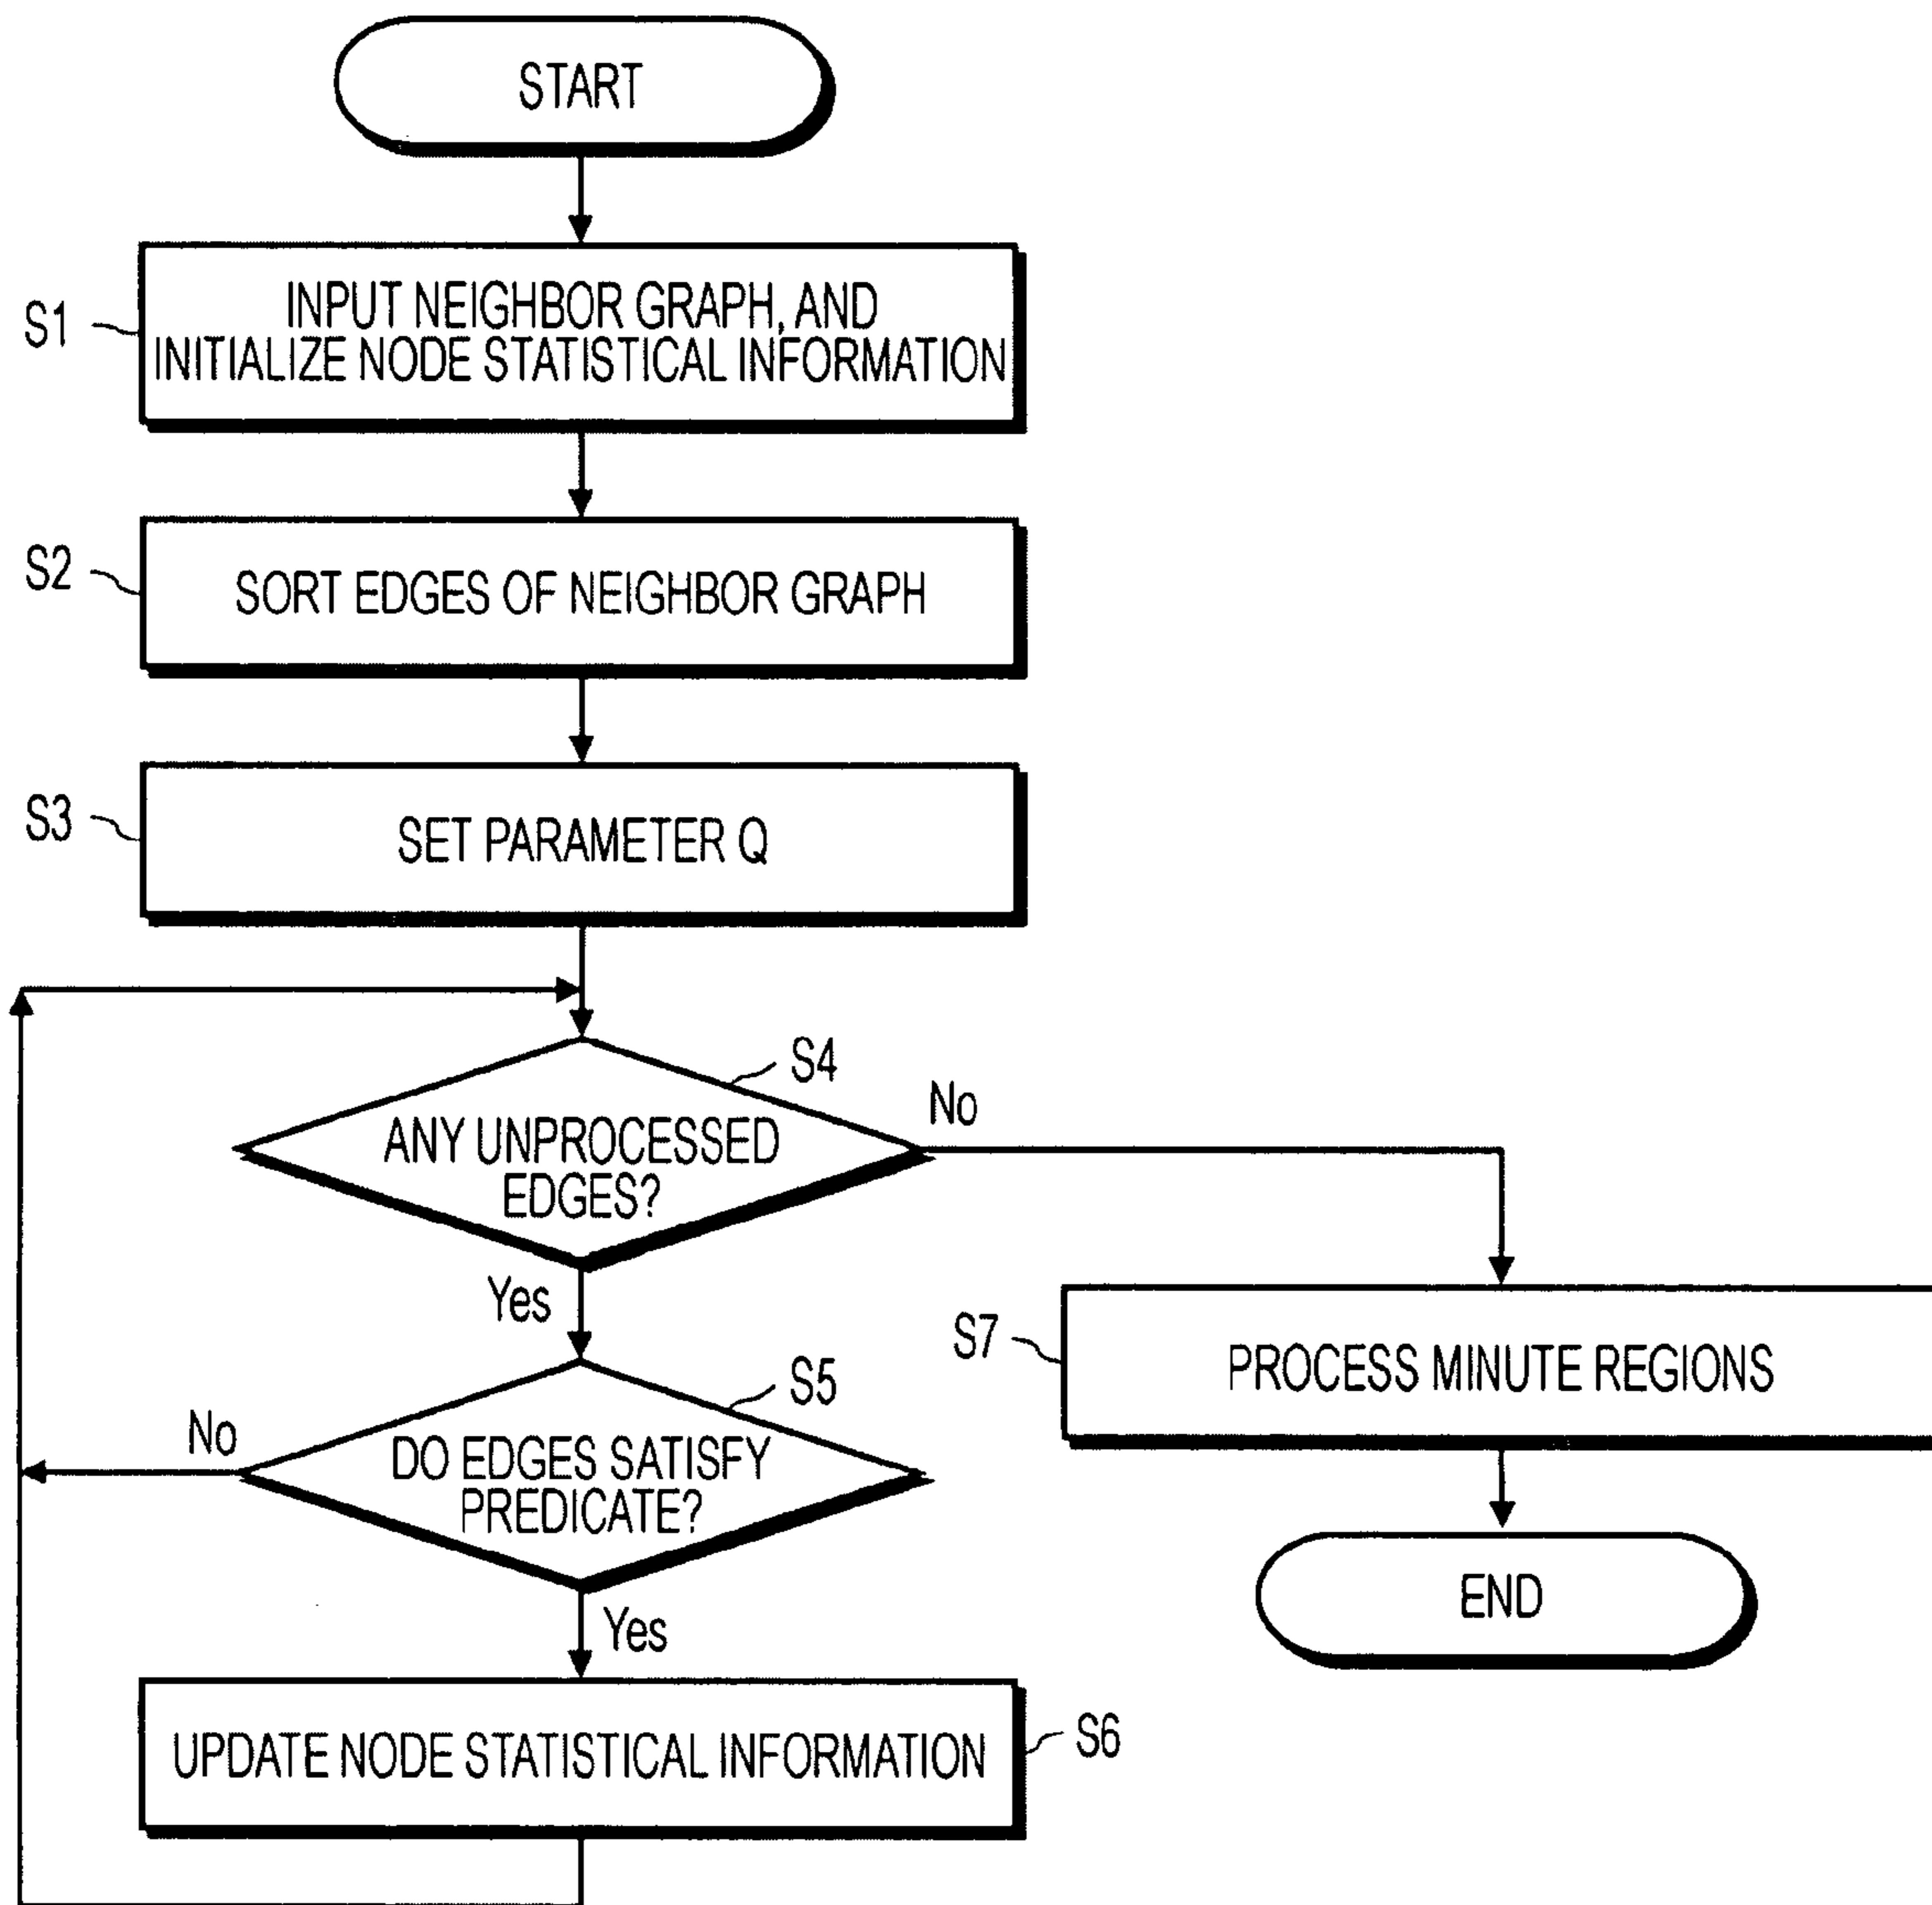 START
S1
INPUT NEIGHBOR GRAPH, AND
INITIALIZE NODE STATISTICAL INFORMATION
S2
SORT EDGES OF NEIGHBOR GRAPH
S3
SET PARAMETER Q
S4
ANY UNPROCESSED
EDGES?
No
Yes
S5
DO EDGES SATISFY
PREDICATE?
No
Yes
UPDATE NODE STATISTICAL INFORMATION
S6
S7
PROCESS MINUTE REGIONS
END